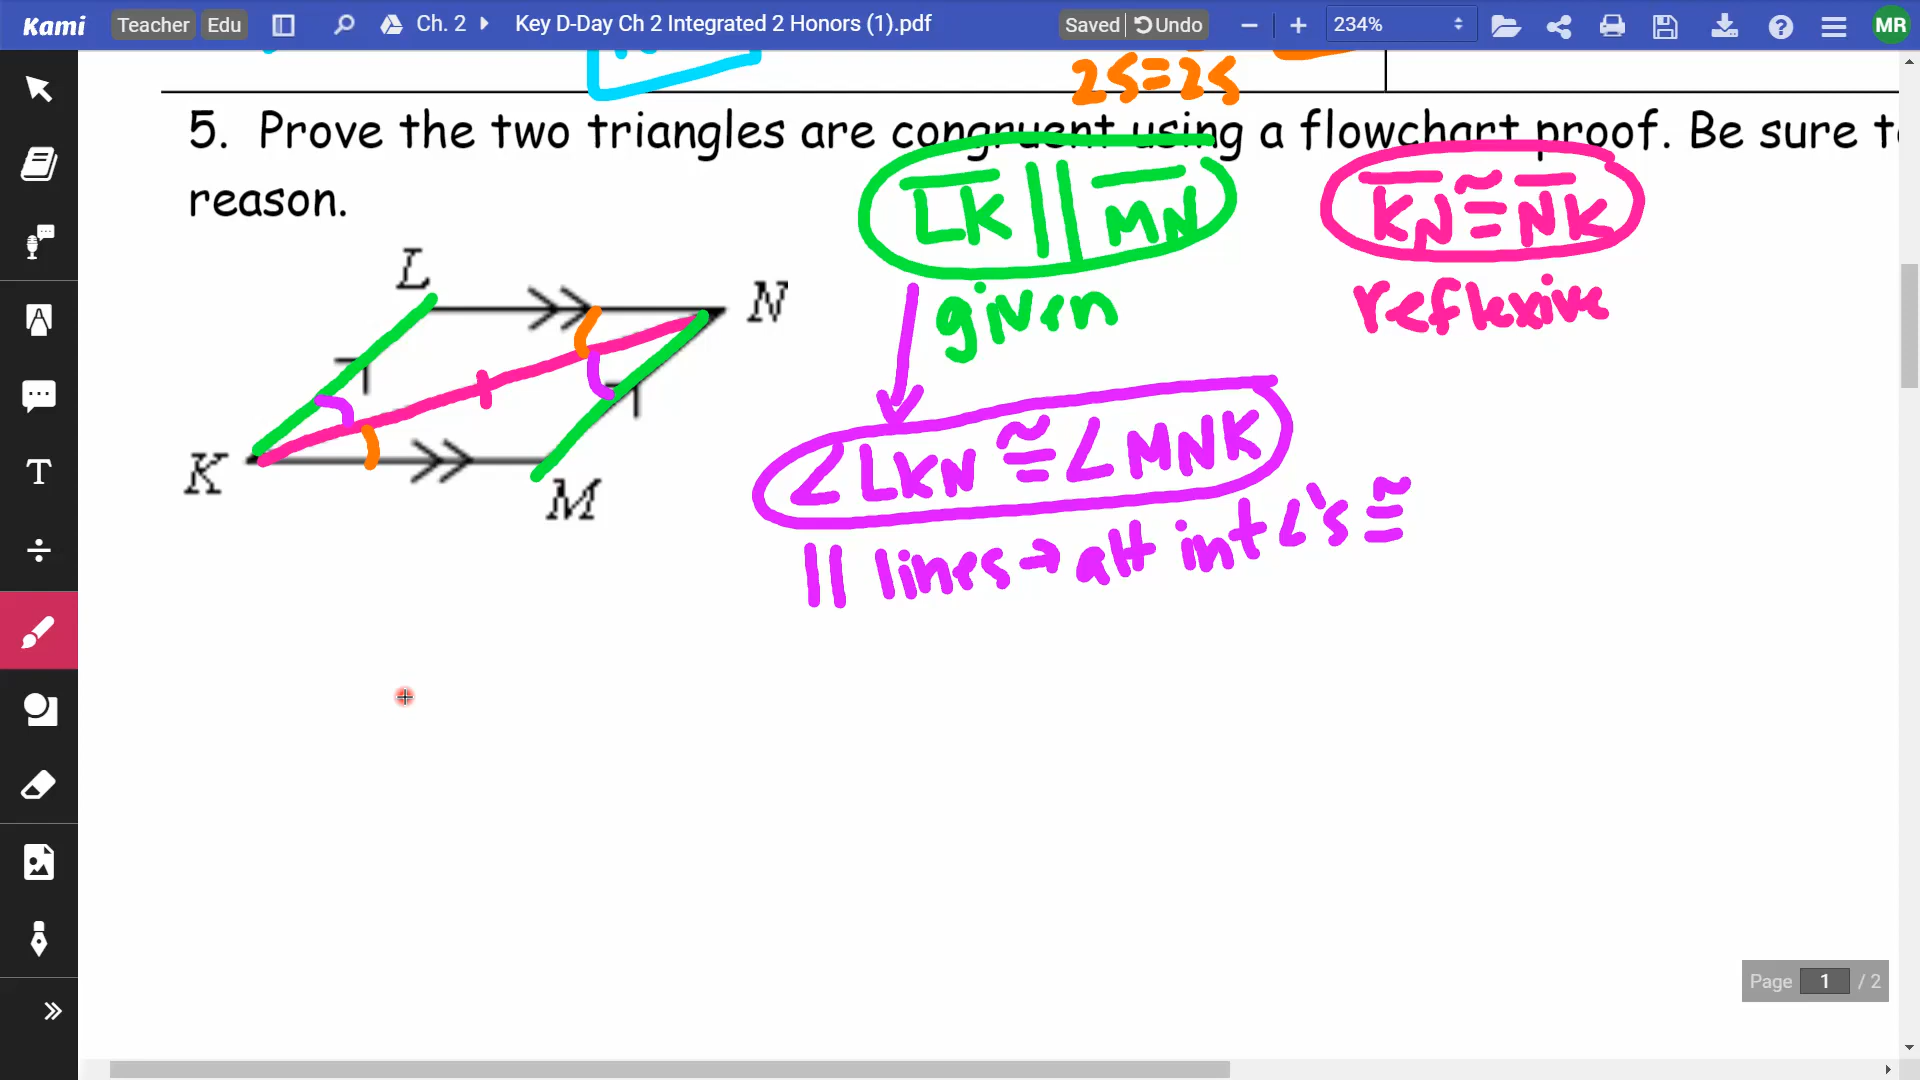 Kami Teacher Edu Ch. 2 Key D-Day Ch 2 Integrated 2 Honors (1).pdf Saved Undo 234% MR
25=25
5. Prove the two triangles are congruent using a flowchart proof. Be sure t
reason.
LK || MN
KN ≅ NK
given
reflexive
L
N
K
M
∠LKN ≅ ∠MNK
|| lines → alt int ∠'s ≅
Page 1 / 2